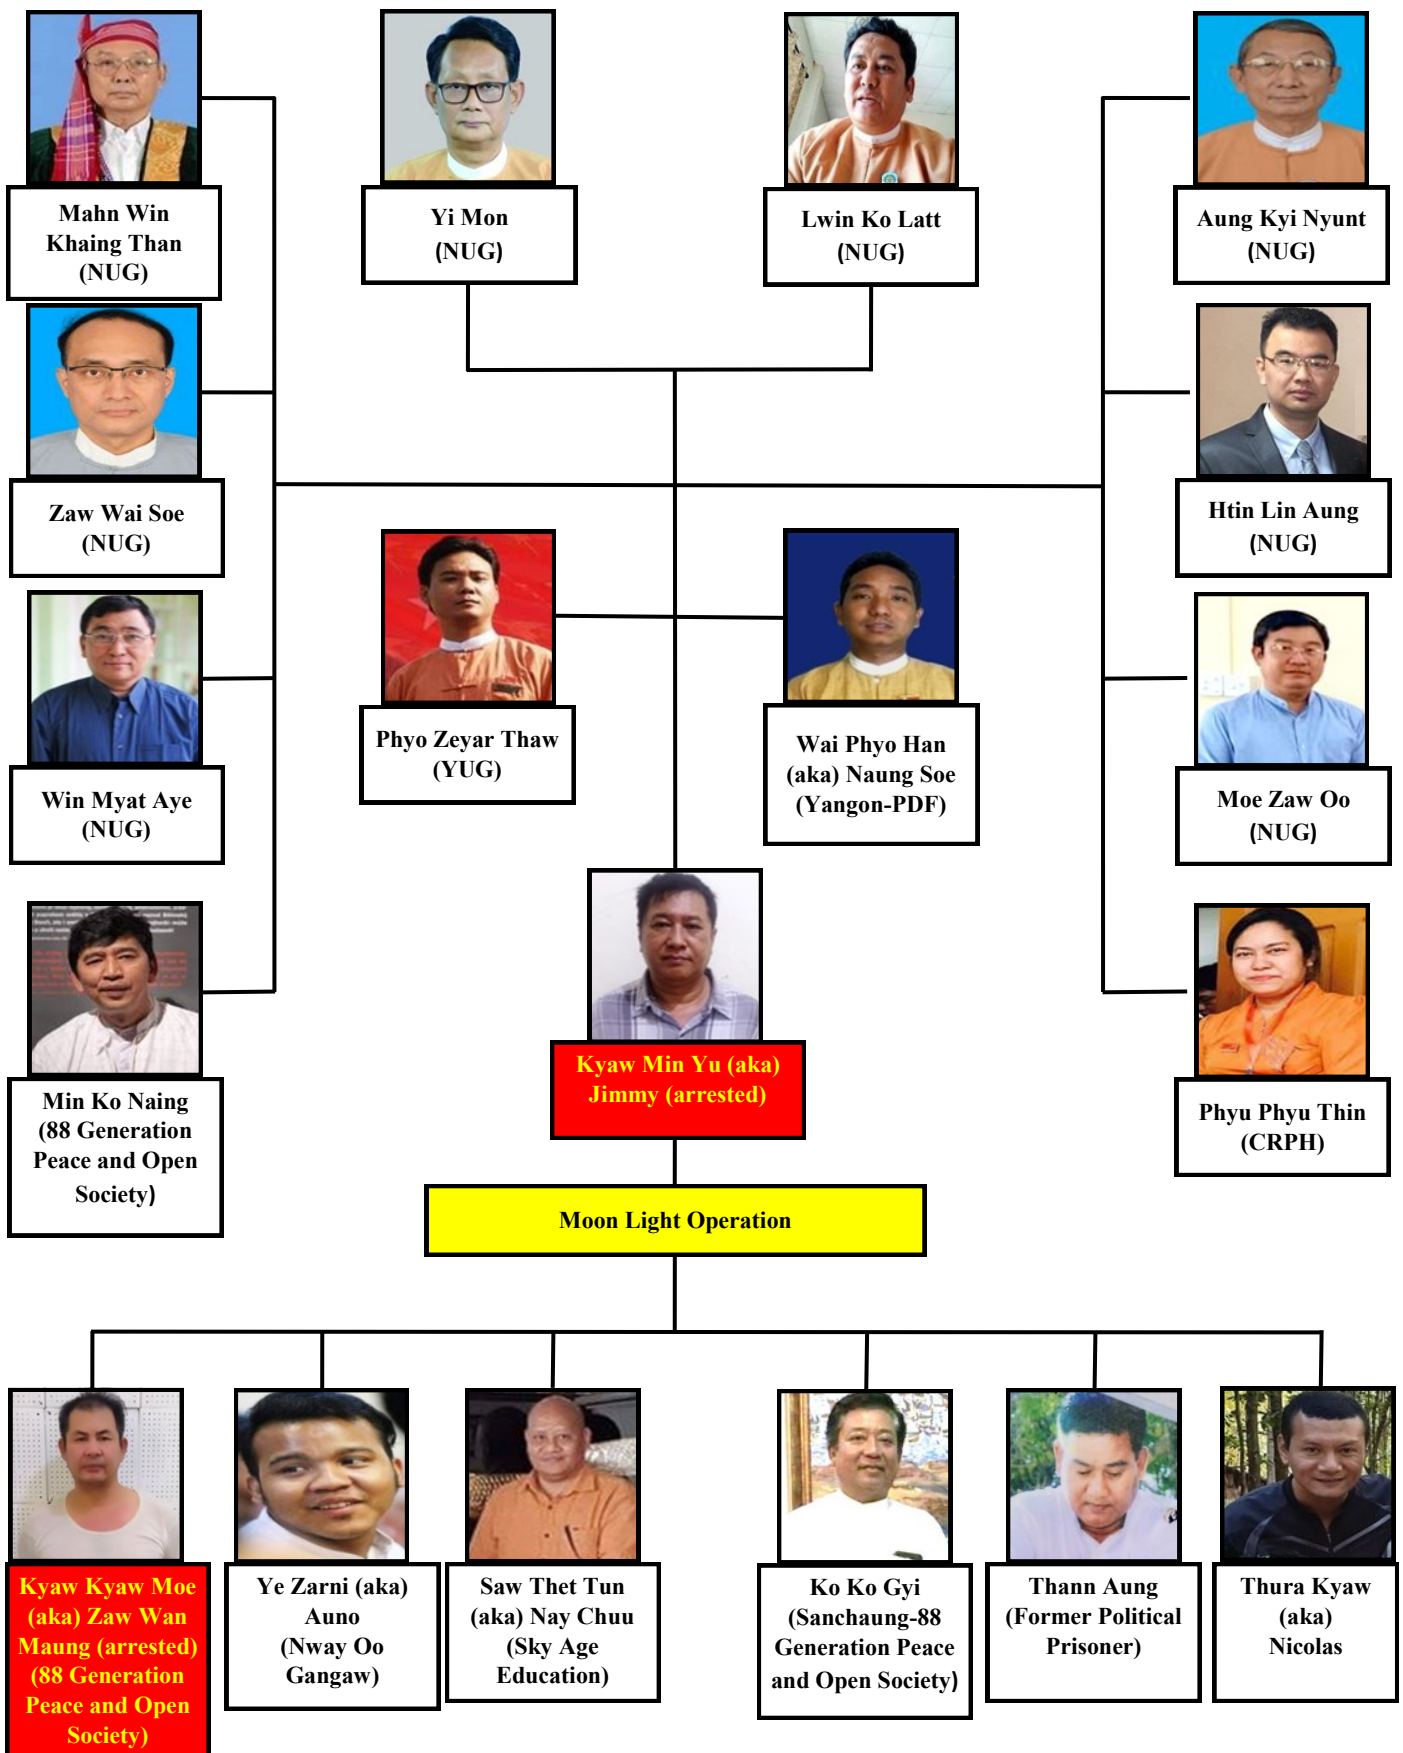 Mahn Win
Khaing Than
(NUG)
Yi Mon
(NUG)
Lwin Ko Latt
(NUG)
Aung Kyi Nyunt
(NUG)
Zaw Wai Soe
(NUG)
Htin Lin Aung
(NUG)
Phyo Zeyar Thaw
(YUG)
Wai Phyo Han
(aka) Naung Soe
(Yangon-PDF)
Win Myat Aye
(NUG)
Moe Zaw Oo
(NUG)
Kyaw Min Yu (aka)
Jimmy (arrested)
Min Ko Naing
(88 Generation
Peace and Open
Society)
Phyu Phyu Thin
(CRPH)
Moon Light Operation
Kyaw Kyaw Moe
(aka) Zaw Wan
Maung (arrested)
(88 Generation
Peace and Open
Society)
Ye Zarni (aka)
Auno
(Nway Oo
Gangaw)
Saw Thet Tun
(aka) Nay Chuu
(Sky Age
Education)
Ko Ko Gyi
(Sanchaung-88
Generation Peace
and Open Society)
Thann Aung
(Former Political
Prisoner)
Thura Kyaw
(aka)
Nicolas